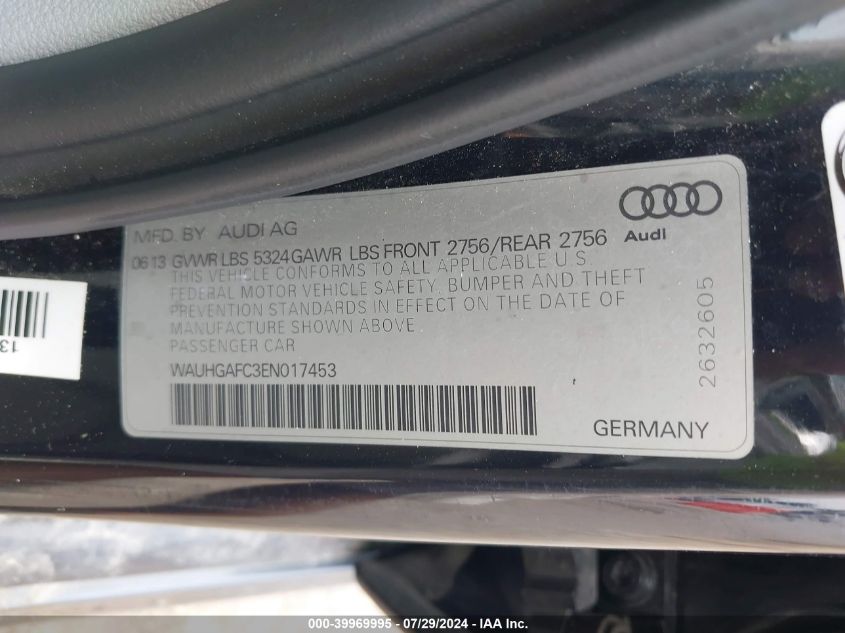 MFD. BY AUDI AG
Audi
06 13 GVWR LBS 5324 GAWR LBS FRONT 2756/REAR 2756
THIS VEHICLE CONFORMS TO ALL APPLICABLE U.S.
FEDERAL MOTOR VEHICLE SAFETY, BUMPER AND THEFT
PREVENTION STANDARDS IN EFFECT ON THE DATE OF
MANUFACTURE SHOWN ABOVE.
PASSENGER CAR
WAUHGAFC3EN017453
GERMANY
2632605
13
000-39969995 - 07/29/2024 - IAA Inc.